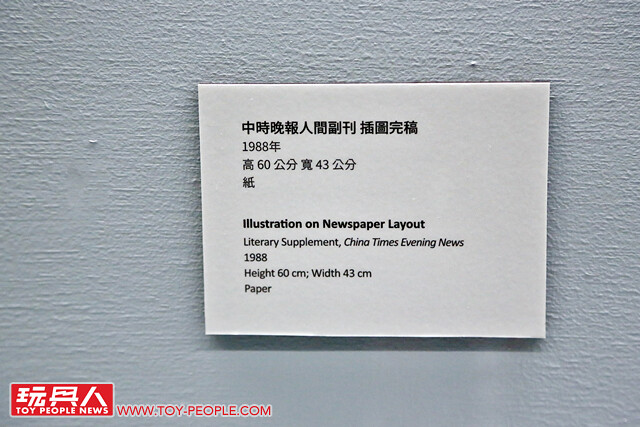 中時晚報人間副刊 插圖完稿
1988年
高 60 公分 寬 43 公分
紙
Illustration on Newspaper Layout
Literary Supplement, China Times Evening News
1988
Height 60 cm; Width 43 cm
Paper
玩具人
TOY PEOPLE NEWS
WWW.TOY-PEOPLE.COM